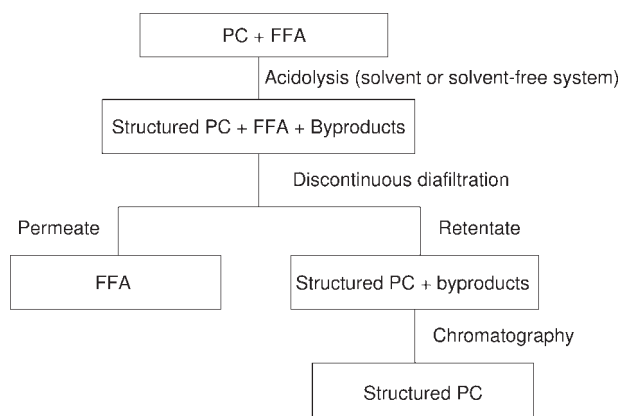 PC + FFA
Acidolysis (solvent or solvent-free system)
Structured PC + FFA + Byproducts
Discontinuous diafiltration
Permeate
Retentate
FFA
Structured PC + byproducts
Chromatography
Structured PC